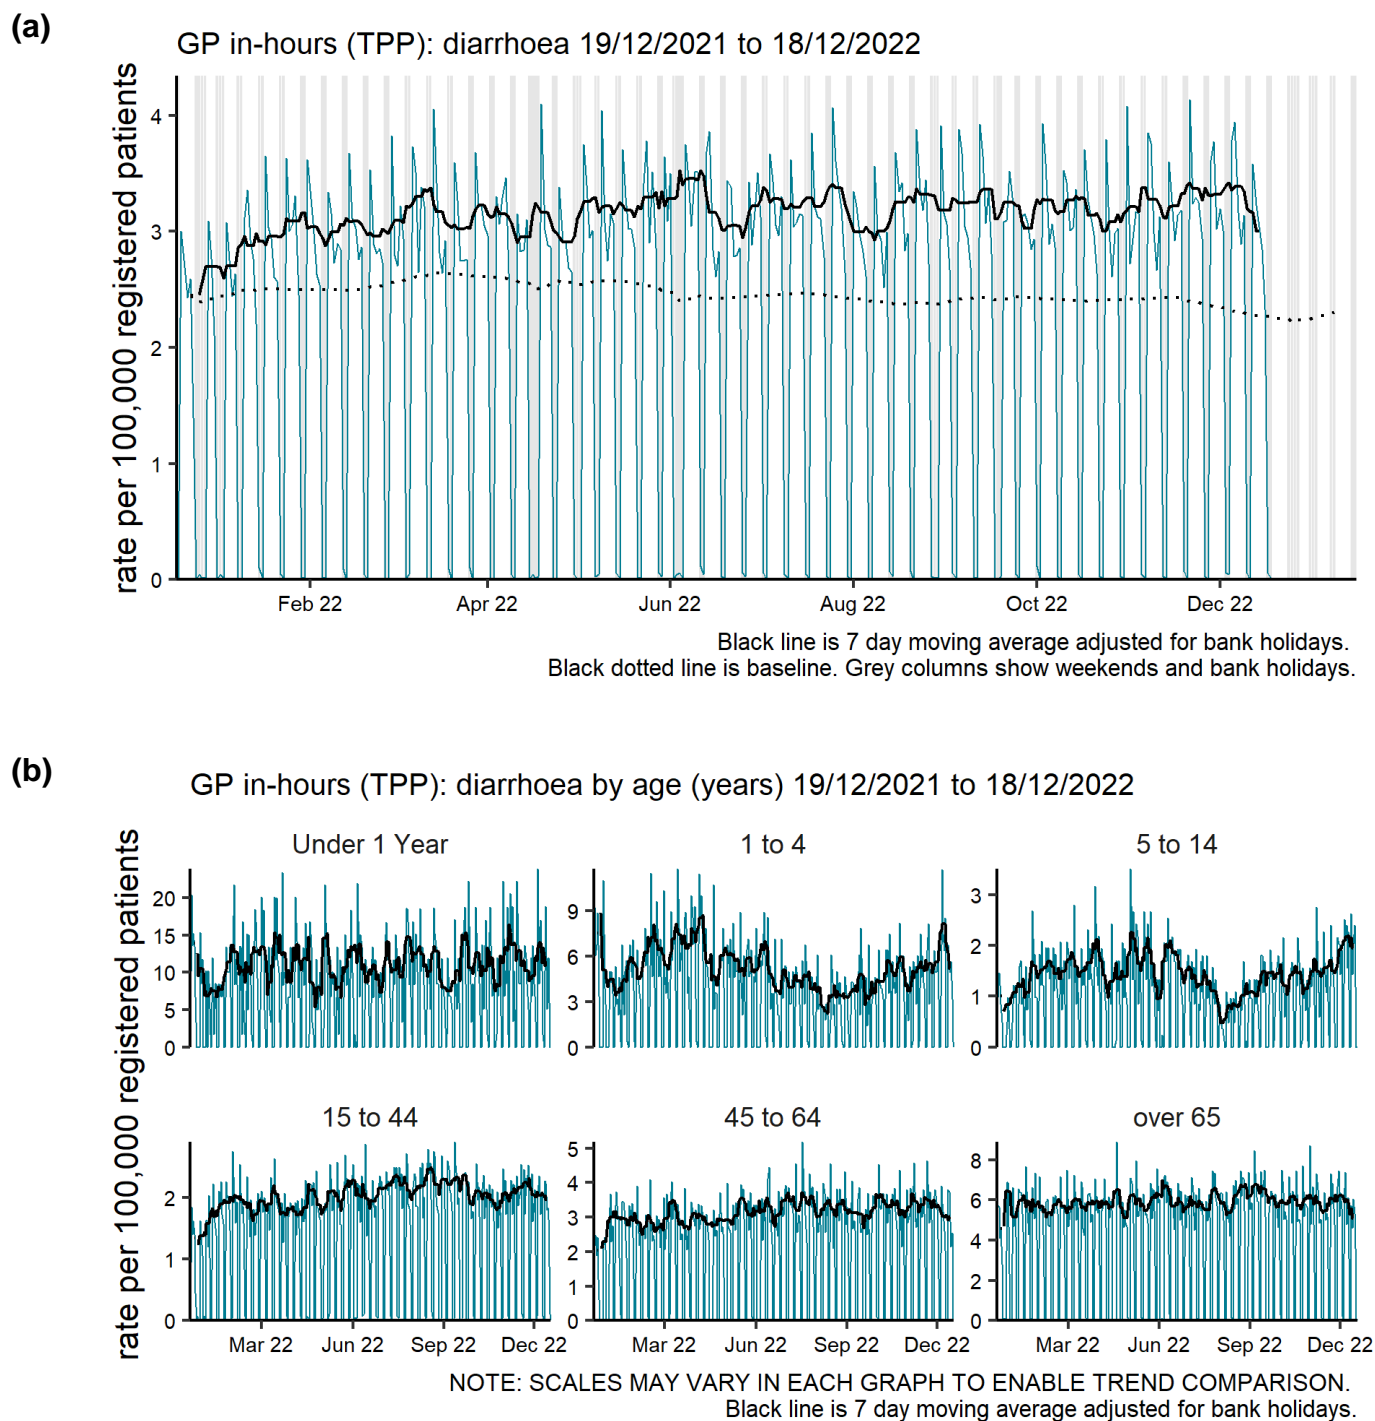 (a)
GP in-hours (TPP): diarrhoea 19/12/2021 to 18/12/2022
rate per 100,000 registered patients
4
3
2
1
0
Feb 22
Apr 22
Jun 22
Aug 22
Oct 22
Dec 22
Black line is 7 day moving average adjusted for bank holidays.
Black dotted line is baseline. Grey columns show weekends and bank holidays.
(b)
GP in-hours (TPP): diarrhoea by age (years) 19/12/2021 to 18/12/2022
rate per 100,000 registered patients
Under 1 Year
20
15
10
5
0
1 to 4
9
6
3
0
5 to 14
3
2
1
0
15 to 44
2
1
0
Mar 22
Jun 22
Sep 22
Dec 22
45 to 64
5
4
3
2
1
0
Mar 22
Jun 22
Sep 22
Dec 22
over 65
8
6
4
2
0
Mar 22
Jun 22
Sep 22
Dec 22
NOTE: SCALES MAY VARY IN EACH GRAPH TO ENABLE TREND COMPARISON.
Black line is 7 day moving average adjusted for bank holidays.